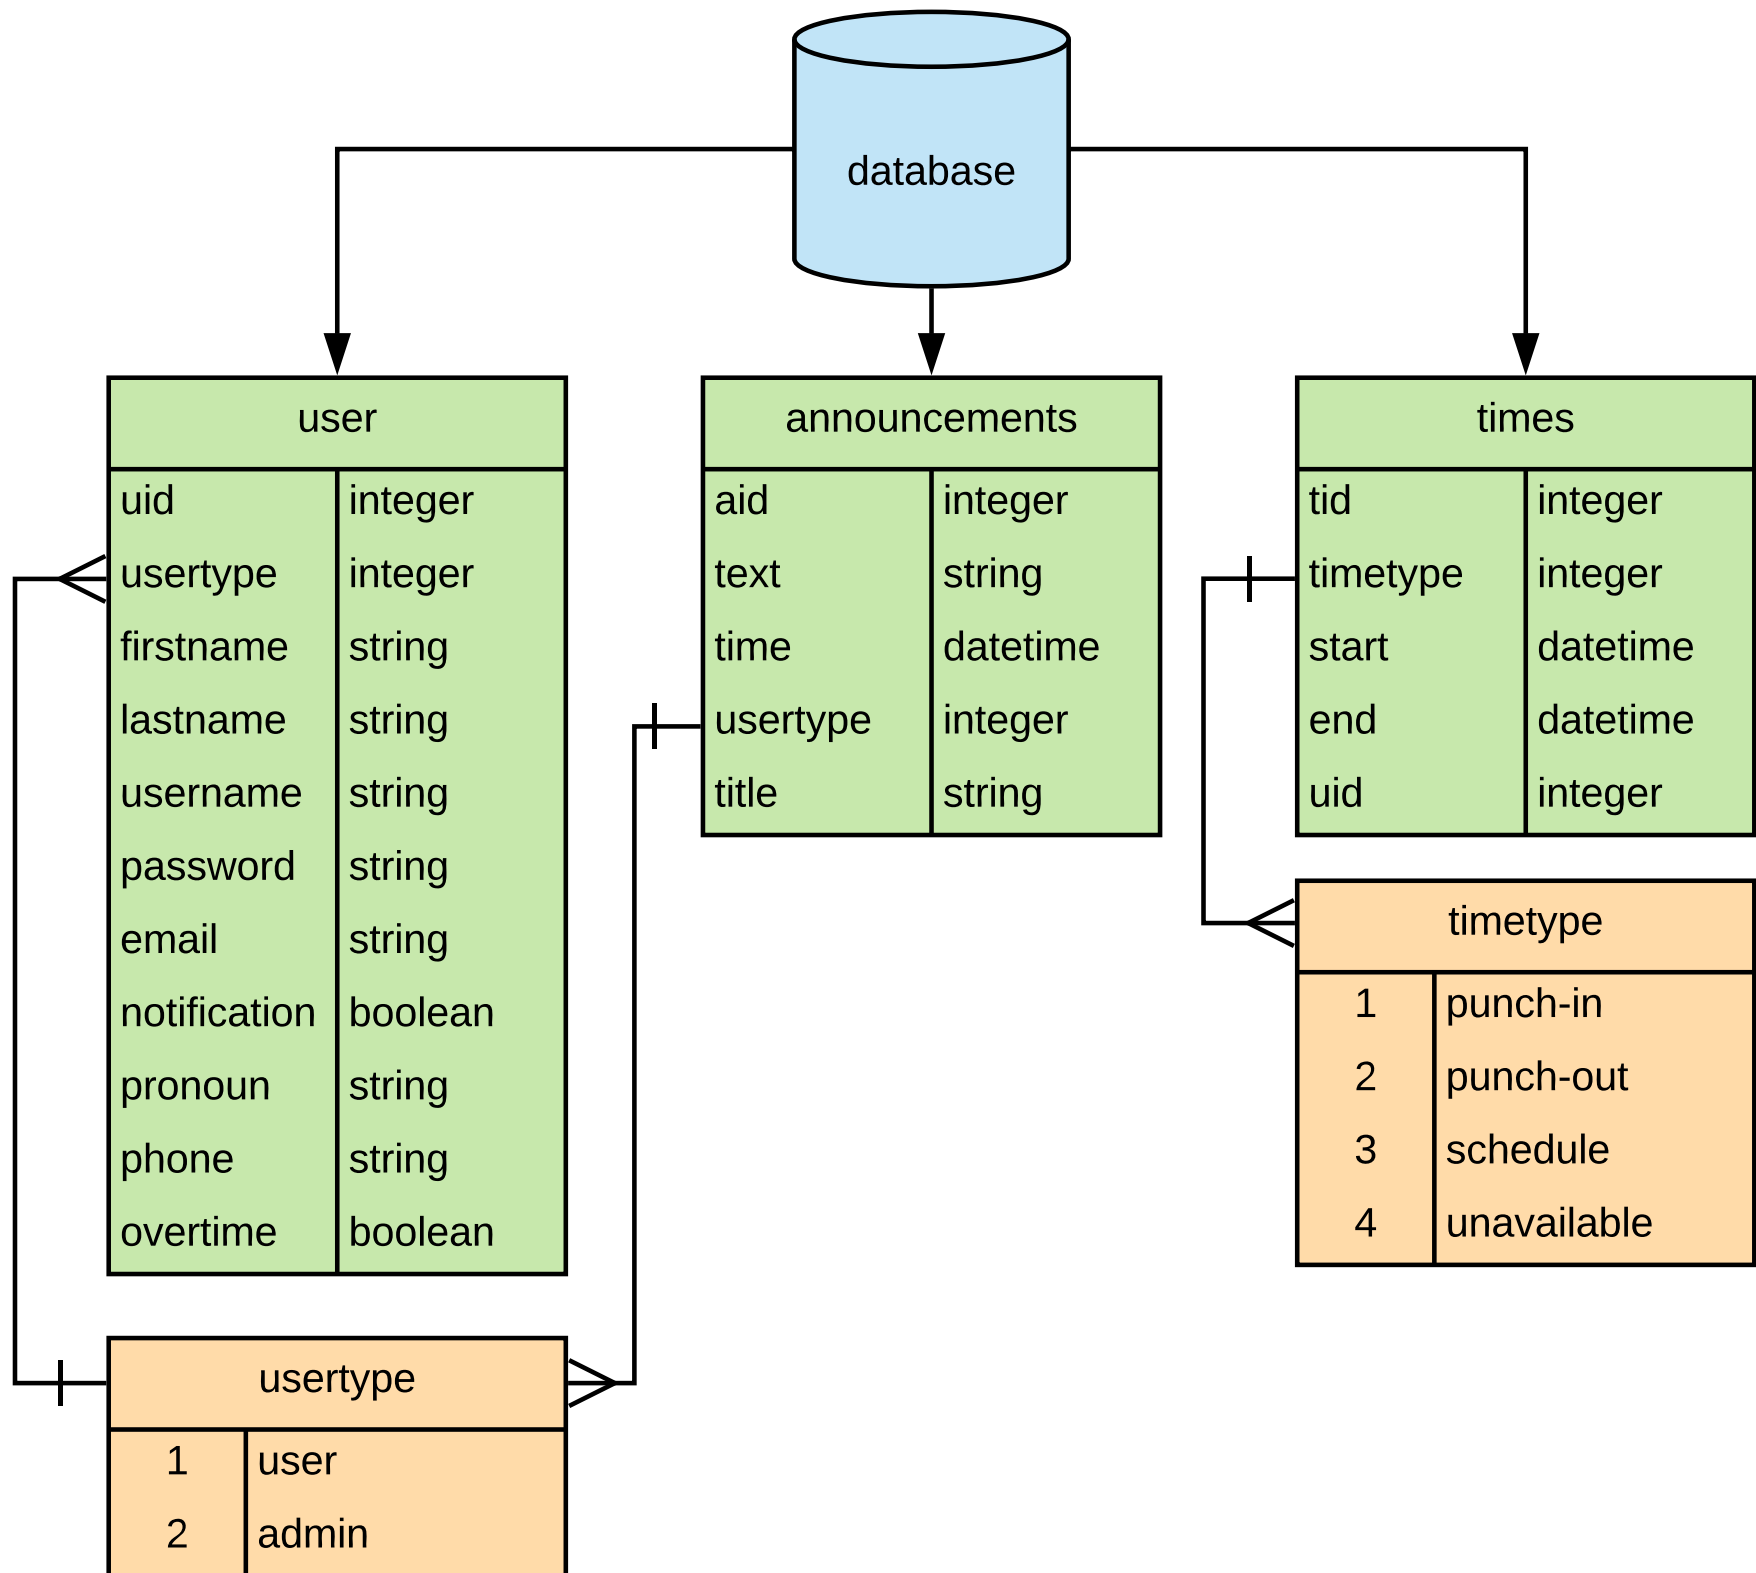 database
user
uid integer
usertype integer
firstname string
lastname string
username string
password string
email string
notification boolean
pronoun string
phone string
overtime boolean
announcements
aid integer
text string
time datetime
usertype integer
title string
times
tid integer
timetype integer
start datetime
end datetime
uid integer
timetype
1 punch-in
2 punch-out
3 schedule
4 unavailable
usertype
1 user
2 admin